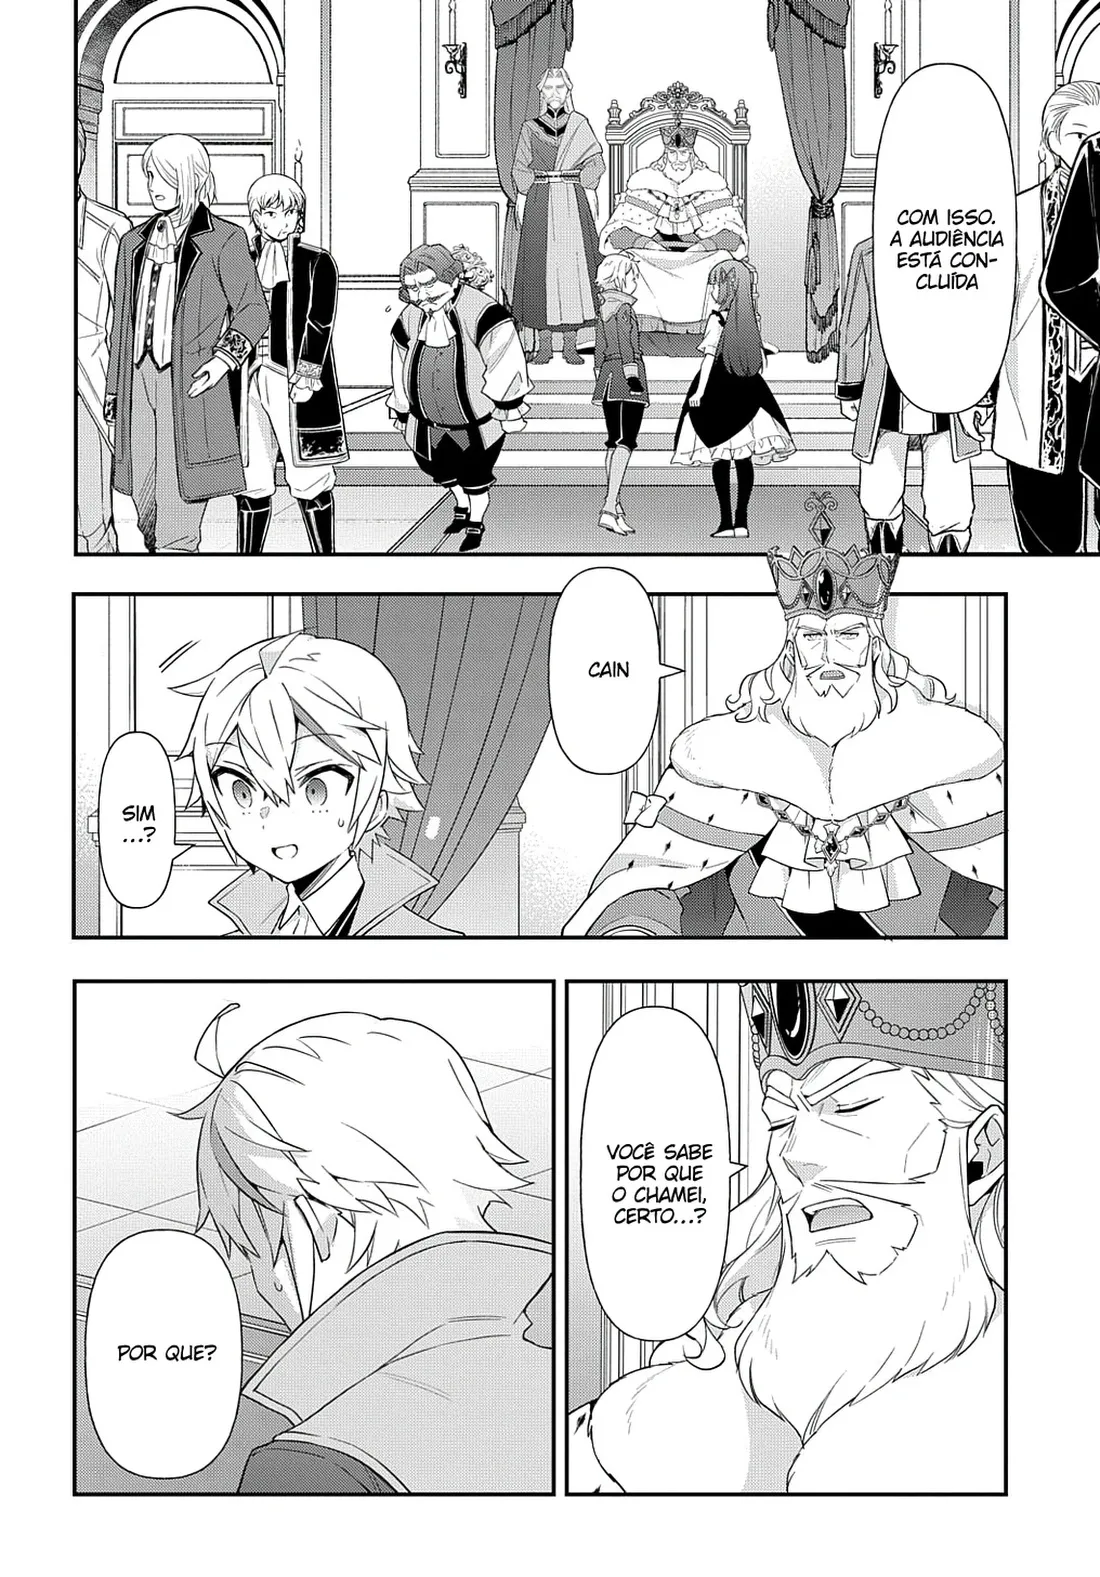 COM ISSO.
A AUDIÊNCIA
ESTÁ CON-
CLUÍDA
CAIN
SIM
...?
VOCÊ SABE
POR QUE
O CHAMEI,
CERTO...?
POR QUE?